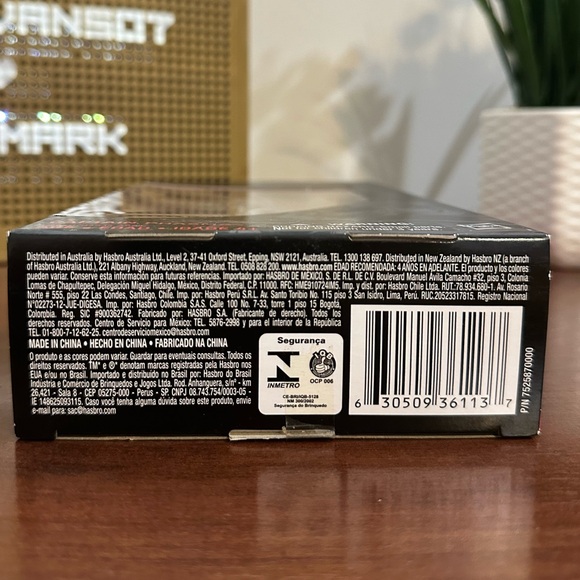 MARK
Distributed in Australia by Hasbro Australia Ltd., Level 2, 37-41 Oxford Street. Epping, NSW 2121, Australia. TEL. 1300 138 697. Distributed in New Zealand by Hasbro NZ (a branch
of Hasbro Australia Ltd.), 221 Albany Highway, Auckland, New Zealand. TEL. 0508 828 200. www.hasbro.com EDAD RECOMENDADA: 4 AÑOS EN ADELANTE. El producto y los colores
pueden variar. Conserve esta información para futuras referencias. Importado por: HASBRO DE MEXICO, S. DE R.L. DE C.V. Boulevard Manuel Avila Camacho #32, piso 3, Colonia
Lomas de Chapultepec, Delegación Miguel Hidalgo, México, Distrito Federal, C.P. 11000. RFC: HME910724IM5. Imp. y dist. por: Hasbro Chile Ltda. RUT:78.934.680-1. Av. Rosario
Norte # 555, piso 22 Las Condes, Santiago, Chile. Imp. por: Hasbro Perú S.R.L. Av. Santo Toribio No. 115 piso 3 San Isidro, Lima, Perú. RUC.20523317815. Registro Nacional
N°02273-12-JUE-DIGESA. Imp. por: Hasbro Colombia S.A.S. Calle 100 No. 7-33, Torre 1, piso 11, Bogotá,
Colombia. Reg. SIC #900362742. Fabricado por: HASBRO S.A. (Fabricante de derecho). Todos los
derechos reservados. Centro de Servicio para México: TEL. 5876-2998 y para el interior de la República
TEL. 01-800-7-12-62-25. centrodeserviciomexico@hasbro.com.
MADE IN CHINA • HECHO EN CHINA • FABRICADO NA CHINA
O produto e as cores podem variar. Guardar para eventuais consultas. Todos os
direitos reservados. TM* e ®* denotam marcas registradas pela Hasbro nos
EUA e/ou no Brasil. Importado e distribuído no Brasil por: Hasbro do Brasil
Indústria e Comércio de Brinquedos e Jogos Ltda. Rod. Anhanguera, s/nº - km
26,421 - Sala 8 - CEP 05275-000 - Perus - SP. CNPJ 08.743.754/0003-05 -
IE 148625093115. Caso você tenha alguma dúvida sobre este produto, envie
e-mail para: sac@hasbro.com
Segurança
INMETRO
OCP 006
CE-BRI/IQB-3128
NM 300/2002
Segurança do Brinquedo
6 30509 36113 7
P/N 7525870000